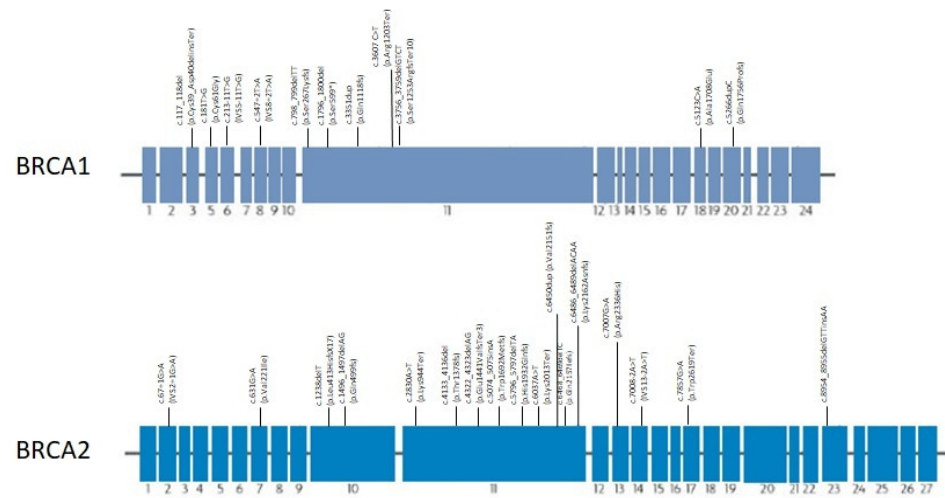 c.117_118del
(p.Cys39_Asp40delinsTer)
c.181T>G
(p.Cys61Gly)
c.213-11T>G
(IVS5-11T>G)
c.547+2T>A
(IVS8+2T>A)
c.798_799delTT
(p.Ser267Lysfs)
c.1796_1800del
(p.Ser599*)
c.3351dup
(p.Gln1118fs)
c.3607 C>T
(p.Arg1203Ter)
c.3756_3759delGTCT
(p.Ser1253ArgfsTer10)
c.5123C>A
(p.Ala1708Glu)
c.5266dupC
(p.Gln1756Profs)
BRCA1
1 2 3 5 6 7 8 9 10 11 12 13 14 15 16 17 18 19 20 21 22 23 24
c.67+1G>A
(IVS2+1G>A)
c.631G>A
(p.Val221Ile)
c.1238delT
(p.Leu413HisfsX17)
c.1496_1497delAG
(p.Gln499fs)
c.2830A>T
(p.Lys944Ter)
c.4133_4136del
(p.Thr1378fs)
c.4322_4323delAG
(p.Glu1441ValfsTer3)
c.5074_5075insA
(p.Trp1692Metfs)
c.5796_5797delTA
(p.His1932Glnfs)
c.6037A>T
(p.Lys2013Ter)
c.6450dup (p.Val2151fs)
c.6486_6489delACAA
(p.Lys2162Asnfs)
c.7007G>A
(p.Arg2336His)
c.7008-2A>T
(IVS13-2A>T)
c.7857G>A
(p.Trp2619Ter)
c.8954_8955delGTTinsAA
BRCA2
1 2 3 4 5 6 7 8 9 10 11 12 13 14 15 16 17 18 19 20 21 22 23 24 25 26 27